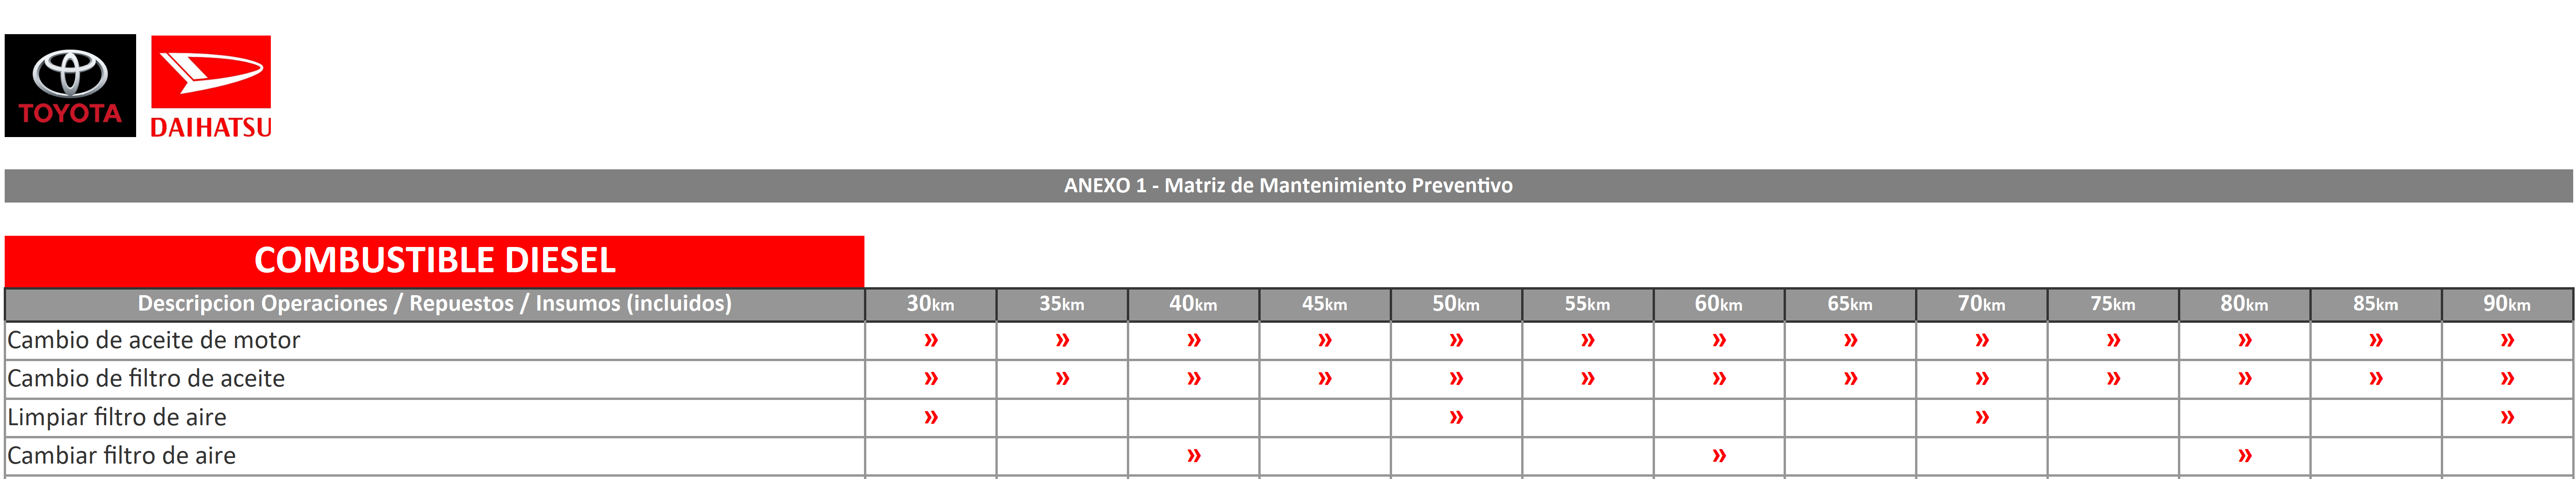 TOYOTA
DAIHATSU
ANEXO 1 - Matriz de Mantenimiento Preventivo
COMBUSTIBLE DIESEL
Descripcion Operaciones / Repuestos / Insumos (incluidos) 30km 35km 40km 45km 50km 55km 60km 65km 70km 75km 80km 85km 90km
Cambio de aceite de motor » » » » » » » » » » » » »
Cambio de filtro de aceite » » » » » » » » » » » » »
Limpiar filtro de aire » » » »
Cambiar filtro de aire » » »